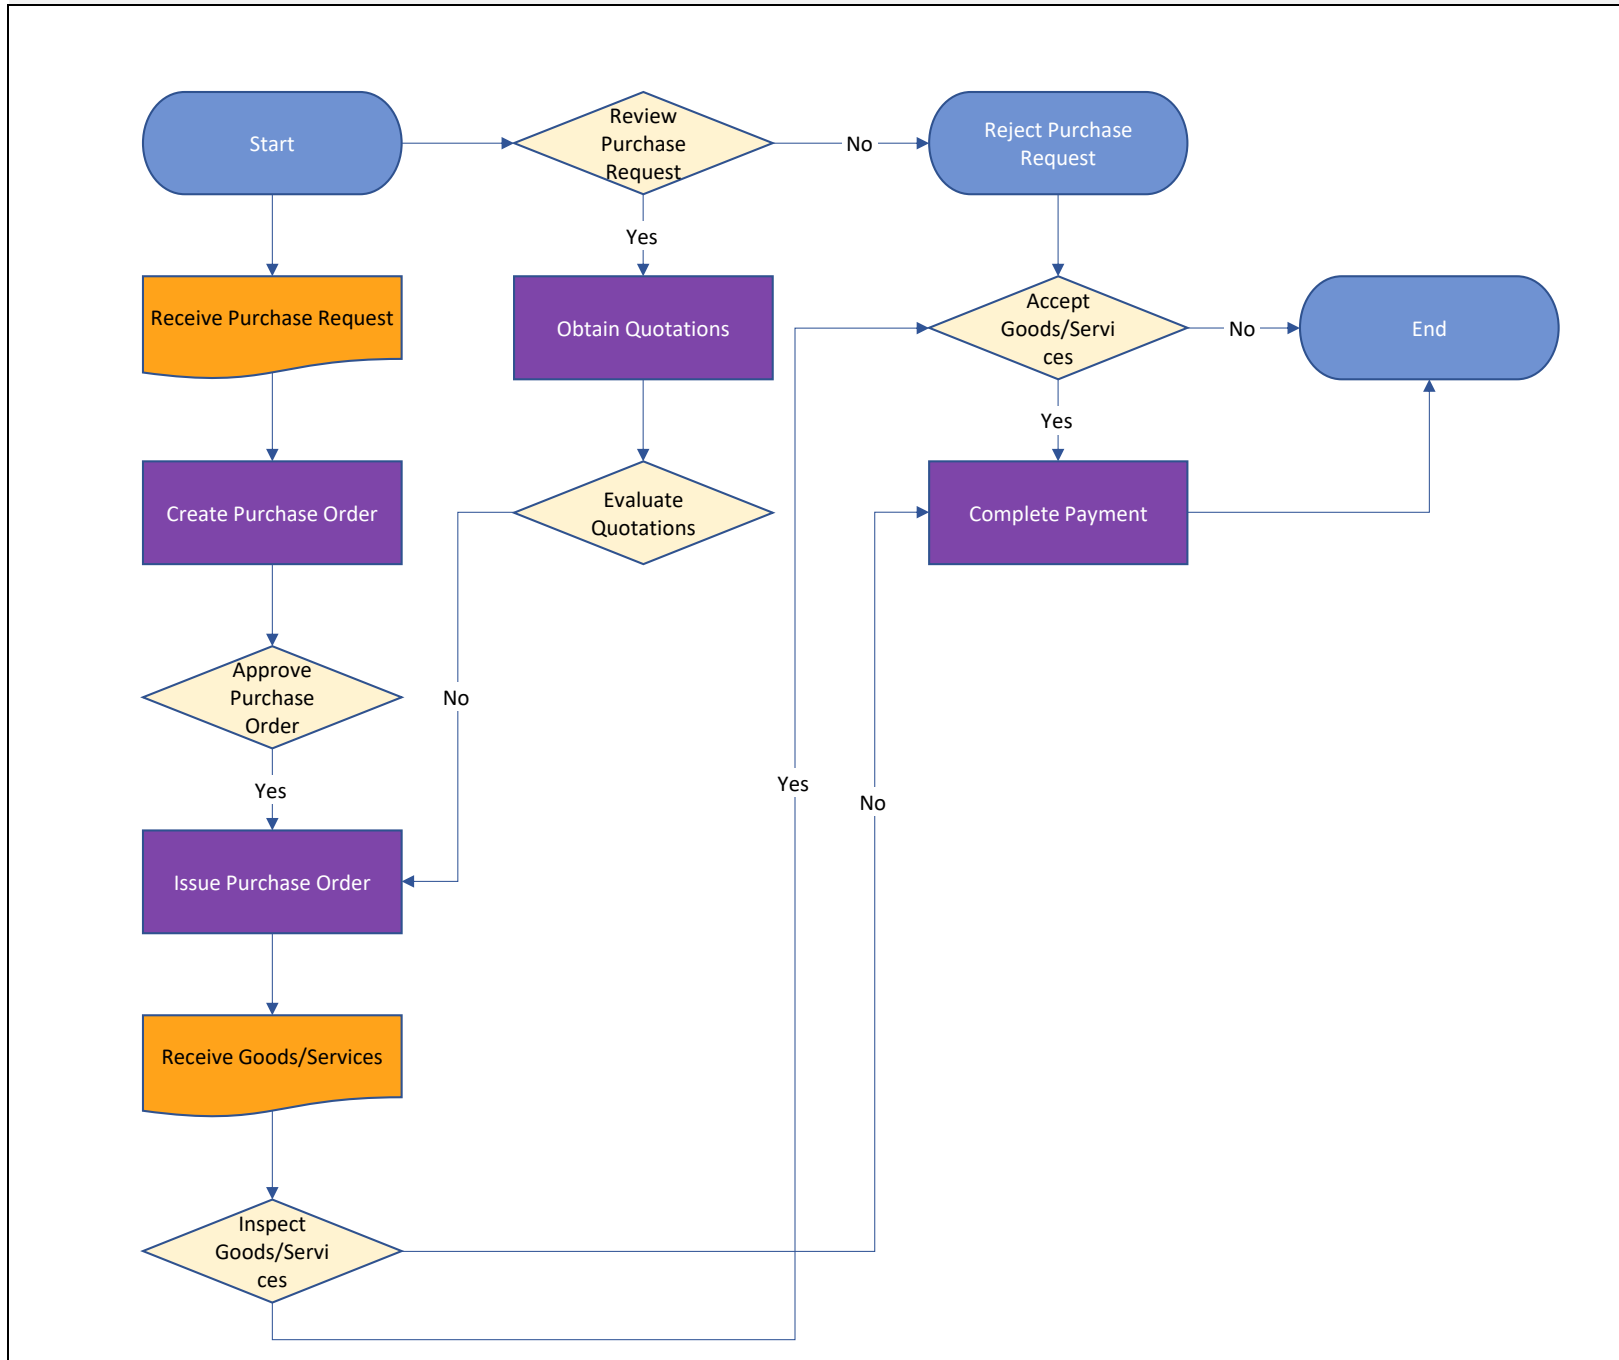 Start
Review
Purchase
Request
No
Reject Purchase
Request
Yes
Receive Purchase Request
Obtain Quotations
Accept
Goods/Servi
ces
No
End
Yes
Create Purchase Order
Evaluate
Quotations
Complete Payment
Approve
Purchase
Order
No
Yes
Yes
No
Issue Purchase Order
Receive Goods/Services
Inspect
Goods/Servi
ces